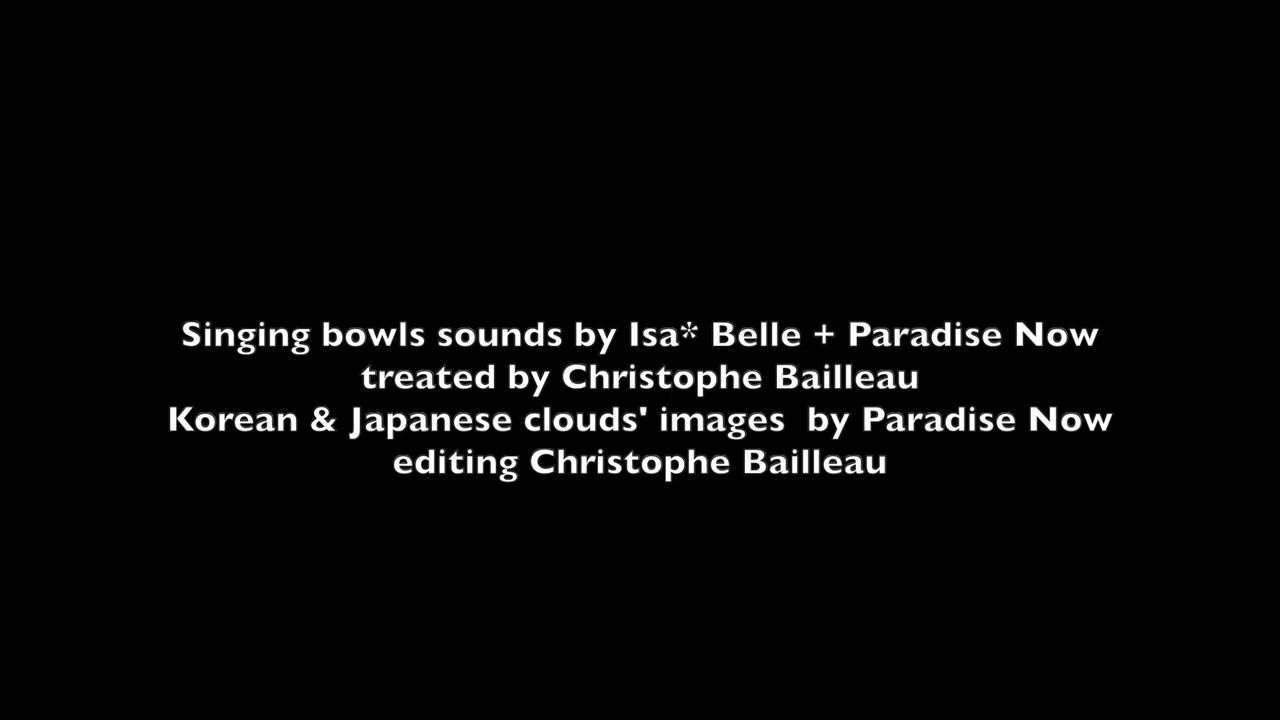 Singing bowls sounds by Isa* Belle + Paradise Now
treated by Christophe Bailleau
Korean & Japanese clouds' images  by Paradise Now
editing Christophe Bailleau